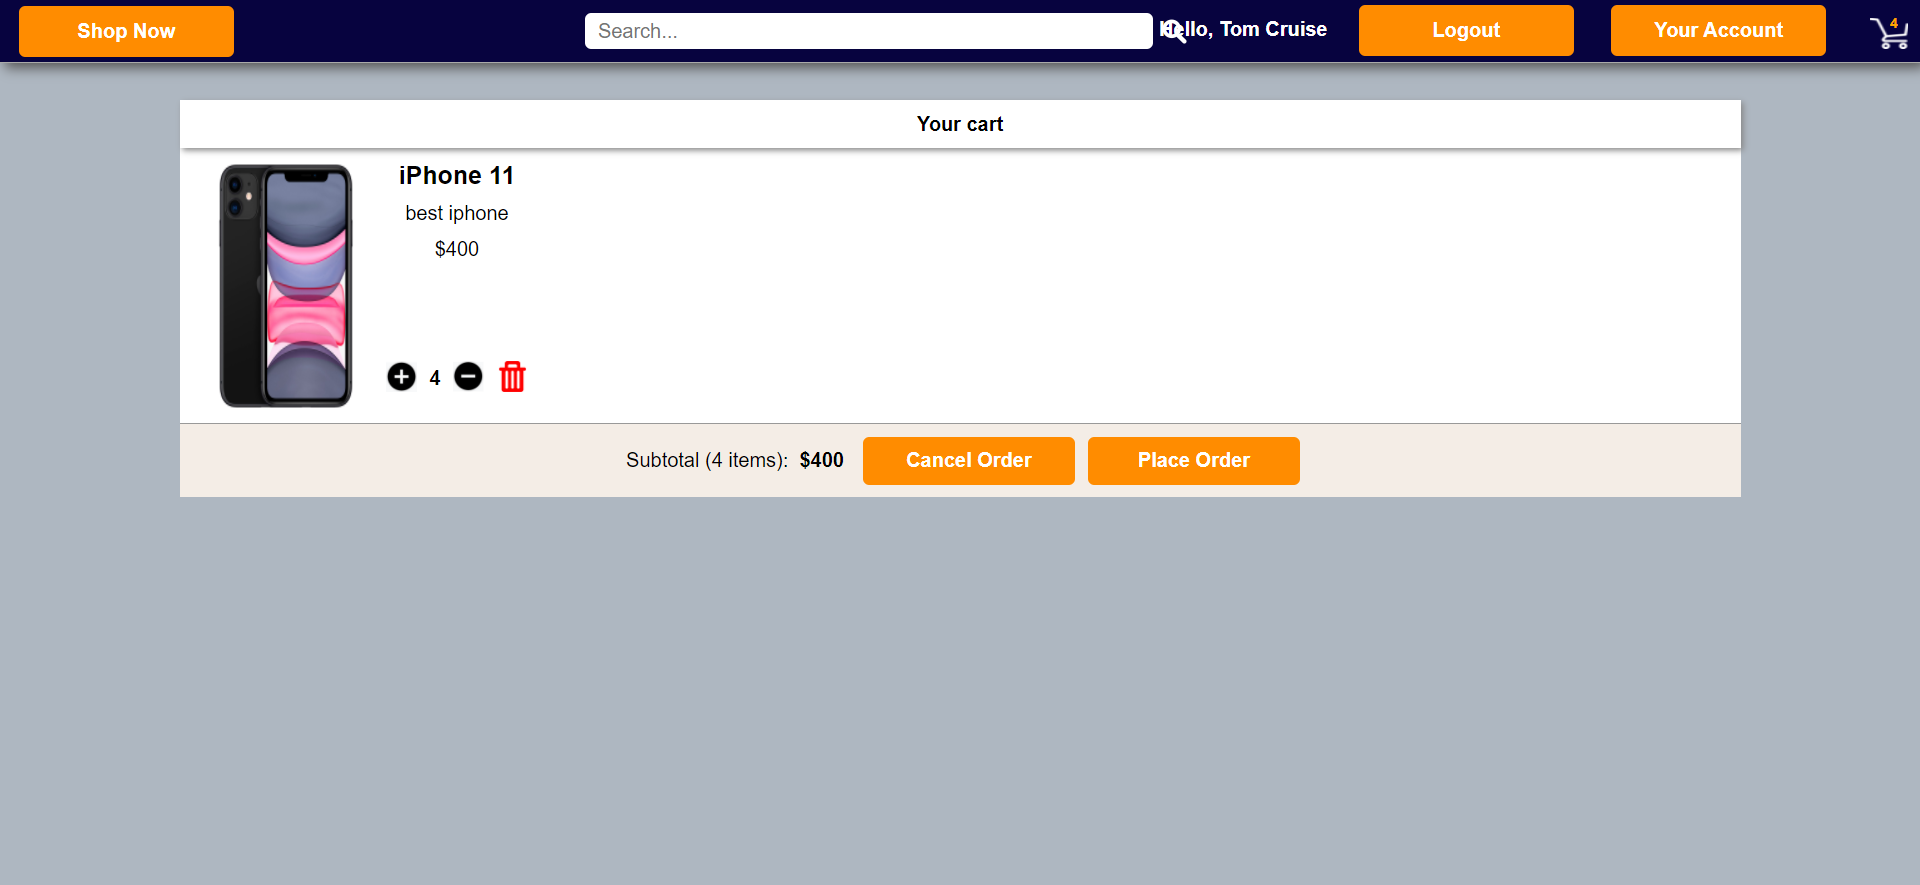 Shop Now
Search...
Hello, Tom Cruise
Logout
Your Account
4
Your cart
iPhone 11
best iphone
$400
4
Subtotal (4 items): $400
Cancel Order
Place Order